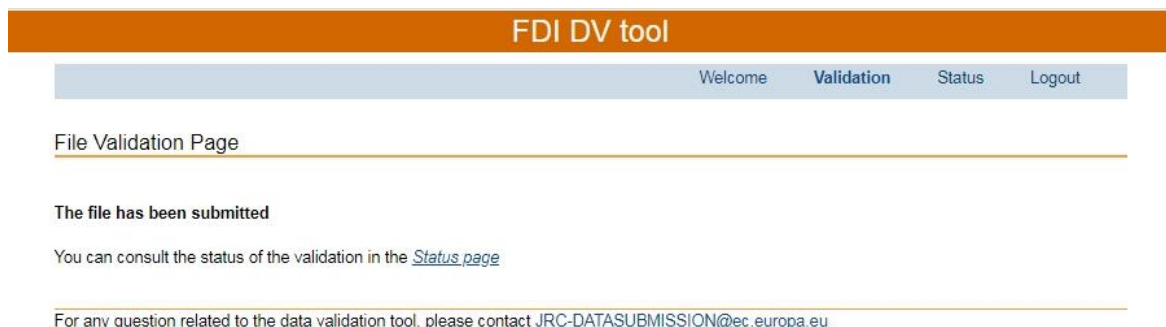 FDI DV tool
Welcome Validation Status Logout
File Validation Page
The file has been submitted
You can consult the status of the validation in the Status page
For any question related to the data validation tool, please contact JRC-DATASUBMISSION@ec.europa.eu